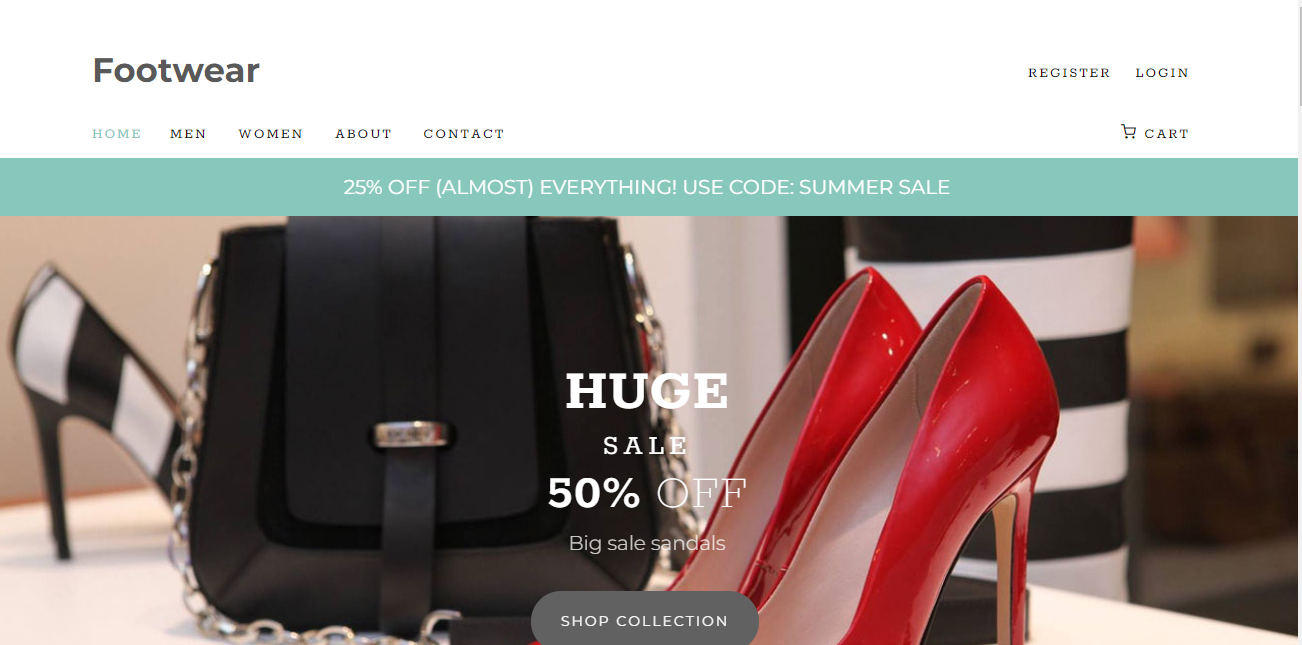 Footwear
REGISTER LOGIN
HOME MEN WOMEN ABOUT CONTACT CART
25% OFF (ALMOST) EVERYTHING! USE CODE: SUMMER SALE
HUGE
SALE
50% OFF
Big sale sandals
SHOP COLLECTION